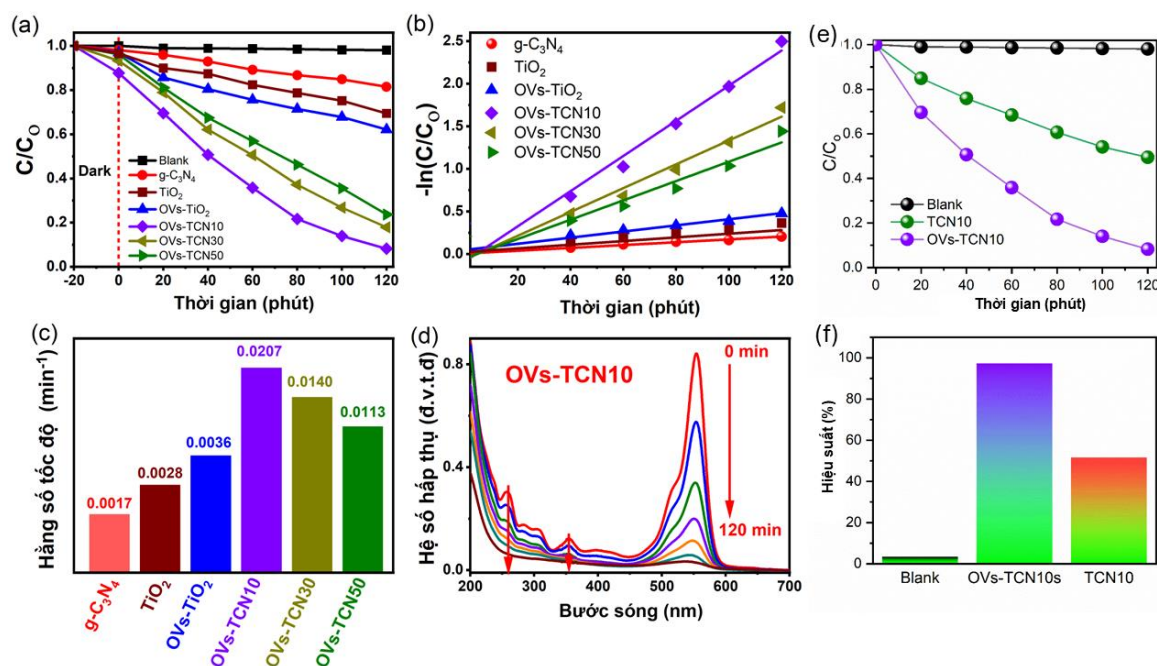 (a)
1.0
0.8
0.6
0.4
0.2
0.0
C/C₀
Dark
Blank
g-C₃N₄
TiO₂
OVs-TiO₂
OVs-TCN10
OVs-TCN30
OVs-TCN50
-20 0 20 40 60 80 100 120
Thời gian (phút)
(b)
-2.5
-2.0
-1.5
-1.0
-0.5
0.0
-ln(C/C₀)
g-C₃N₄
TiO₂
OVs-TiO₂
OVs-TCN10
OVs-TCN30
OVs-TCN50
20 40 60 80 100 120
Thời gian (phút)
(e)
1.0
0.8
0.6
0.4
0.2
0.0
C/C₀
Blank
TCN10
OVs-TCN10
0 20 40 60 80 100 120
Thời gian (phút)
(c)
Hằng số tốc độ (min⁻¹)
0.0017
0.0028
0.0036
0.0207
0.0140
0.0113
g-C₃N₄
TiO₂
OVs-TiO₂
OVs-TCN10
OVs-TCN30
OVs-TCN50
(d)
0.8
0.4
0.0
Hệ số hấp thụ (đ.v.t.đ)
OVs-TCN10
0 min
120 min
200 300 400 500 600 700
Bước sóng (nm)
(f)
100
80
60
40
20
0
Hiệu suất (%)
Blank OVs-TCN10s TCN10